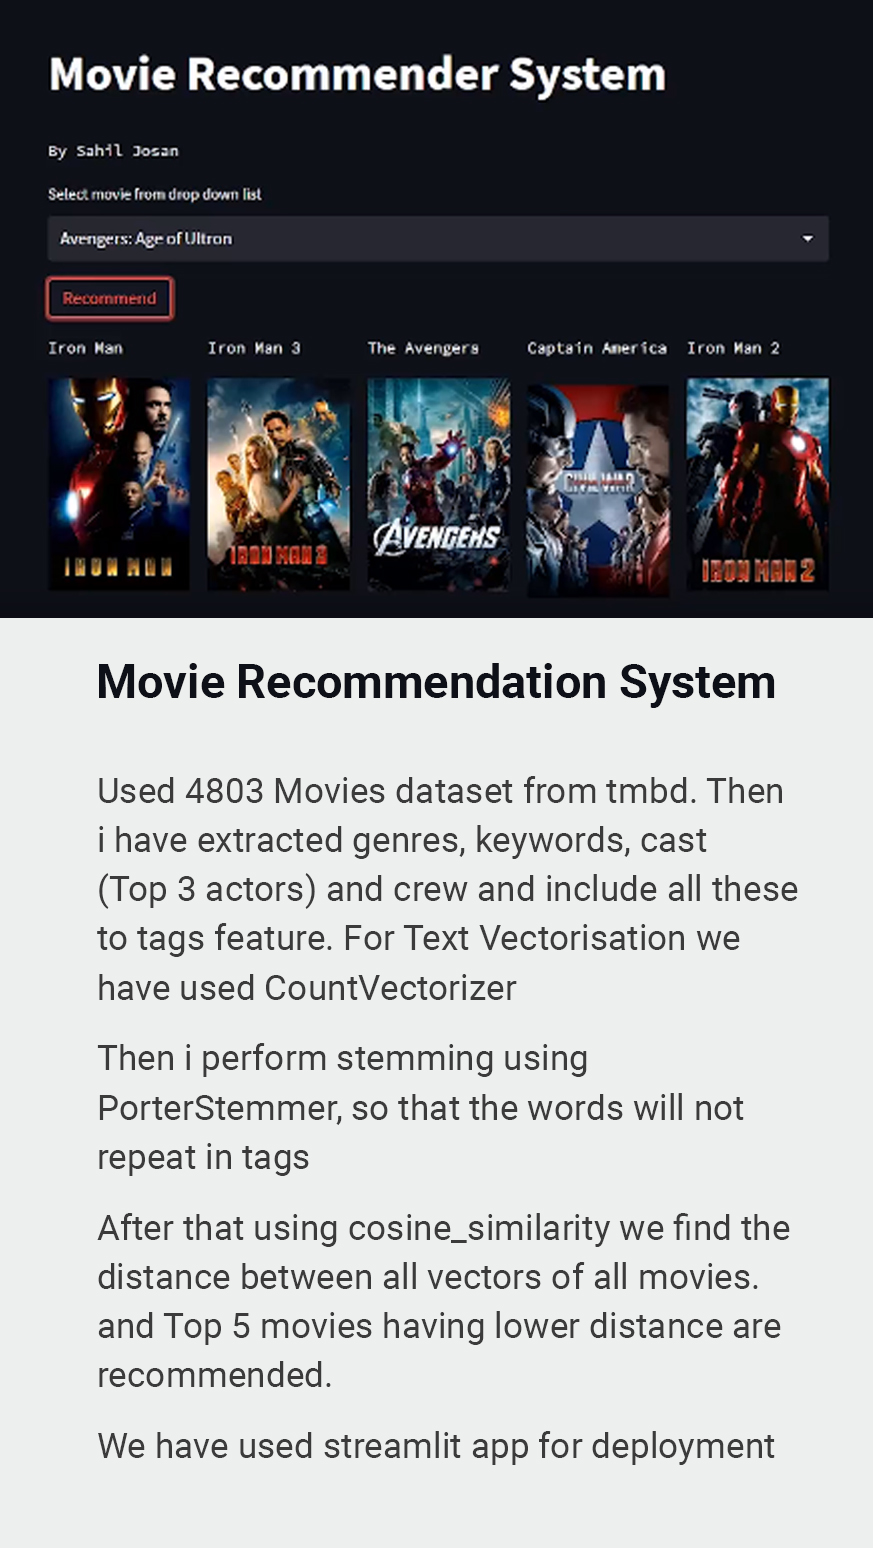 Movie Recommender System
By Sahil Josan
Select movie from drop down list
Avengers: Age of Ultron
Recommend
Iron Man
Iron Man 3
The Avengers
Captain America
Iron Man 2
IRON MAN
IRON MAN 3
AVENGERS
CIVIL WAR
IRON MAN 2
Movie Recommendation System
Used 4803 Movies dataset from tmbd. Then
i have extracted genres, keywords, cast
(Top 3 actors) and crew and include all these
to tags feature. For Text Vectorisation we
have used CountVectorizer
Then i perform stemming using
PorterStemmer, so that the words will not
repeat in tags
After that using cosine_similarity we find the
distance between all vectors of all movies.
and Top 5 movies having lower distance are
recommended.
We have used streamlit app for deployment